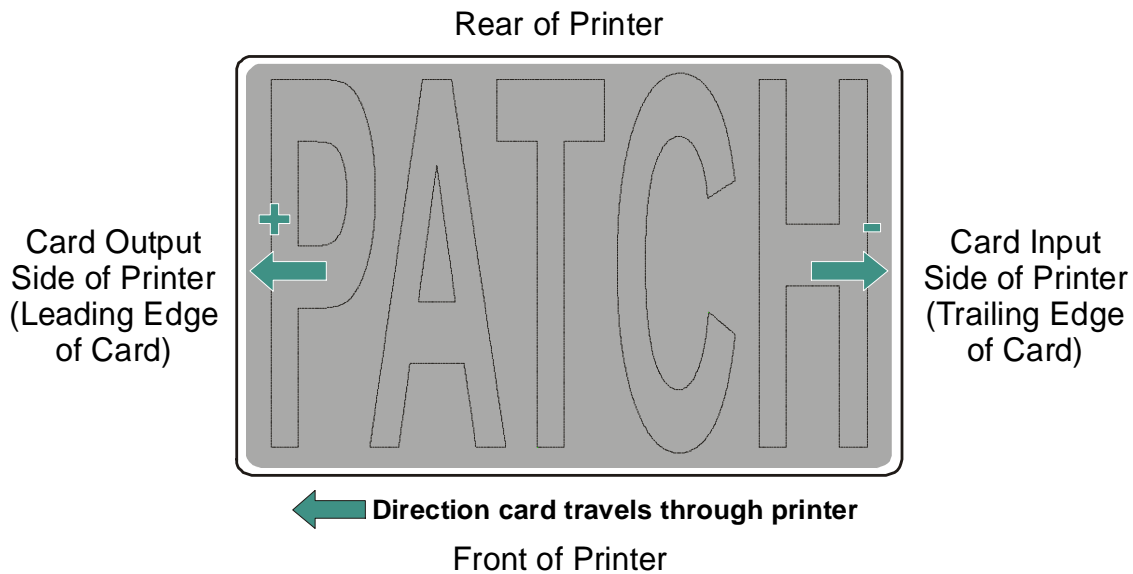 Rear of Printer
PATCH
+
-
Card Output
Side of Printer
(Leading Edge
of Card)
Card Input
Side of Printer
(Trailing Edge
of Card)
Direction card travels through printer
Front of Printer